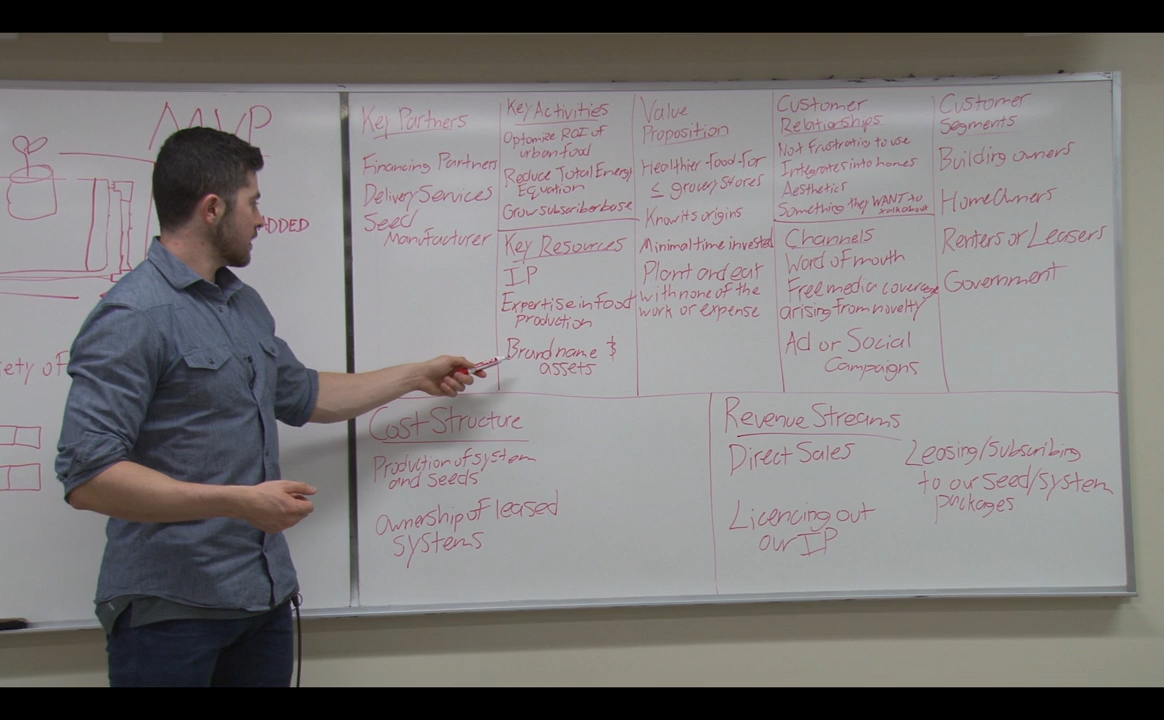 MVP
DDED
ety of
Key Partners
Financing Partners
Delivery Services
Seed
Manufacturer
Key Activities
Optimize ROI of
urban food
Reduce Total Energy
Equation
Grow subscriber base
Key Resources
IP
Expertise in food
production
Brand name &
assets
Value
Proposition
Healthier food for
≤ grocery stores
Know its origins
Minimal time invested
Plant and eat
with none of the
work or expense
Customer
Relationships
Not frustrating to use
Integrates into homes
Aesthetics
Something they WANT to
talk about
Channels
Word of mouth
Free media coverage
arising from novelty
Ad or Social
Campaigns
Customer
Segments
Building owners
Home Owners
Renters or Leasers
Government
Cost Structure
Production of system
and seeds
Ownership of leased
systems
Revenue Streams
Direct Sales
Licencing out
our IP
Leasing/Subscribing
to our Seed/System
packages